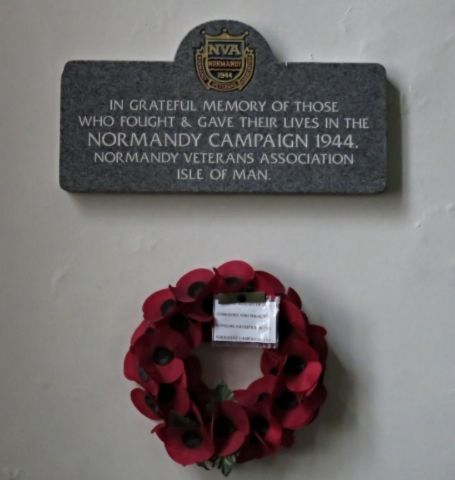 NVA
NORMANDY
1944
IN GRATEFUL MEMORY OF THOSE
WHO FOUGHT & GAVE THEIR LIVES IN THE
NORMANDY CAMPAIGN 1944.
NORMANDY VETERANS ASSOCIATION
ISLE OF MAN.